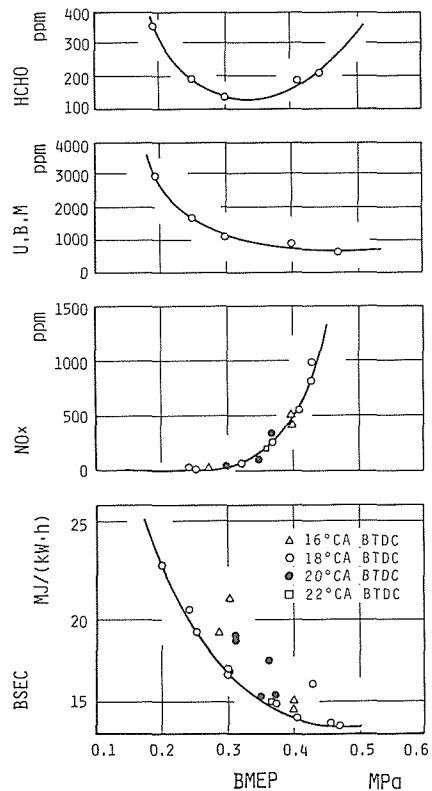 HCHO ppm
400
300
200
100
U.B.M ppm
4000
3000
2000
1000
0
NOx ppm
1500
1000
500
0
BSEC MJ/(kW·h)
25
20
15
△ 16°CA BTDC
○ 18°CA BTDC
● 20°CA BTDC
□ 22°CA BTDC
0.1 0.2 0.3 0.4 0.5 0.6
BMEP MPa